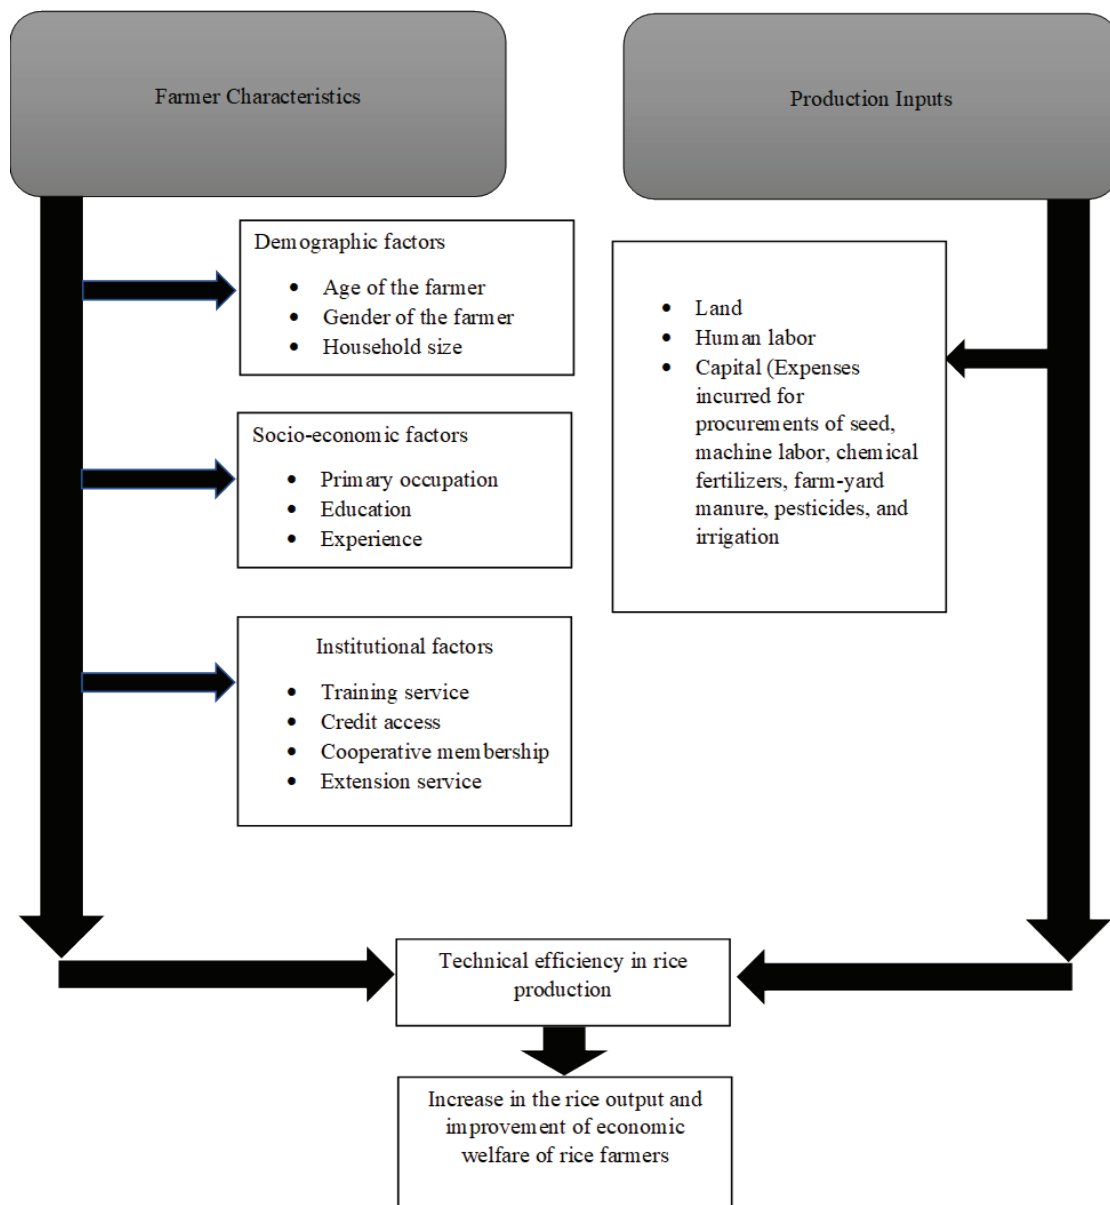 Farmer Characteristics
Production Inputs
Demographic factors
• Age of the farmer
• Gender of the farmer
• Household size
Socio-economic factors
• Primary occupation
• Education
• Experience
Institutional factors
• Training service
• Credit access
• Cooperative membership
• Extension service
• Land
• Human labor
• Capital (Expenses
incurred for
procurements of seed,
machine labor, chemical
fertilizers, farm-yard
manure, pesticides, and
irrigation
Technical efficiency in rice
production
Increase in the rice output and
improvement of economic
welfare of rice farmers